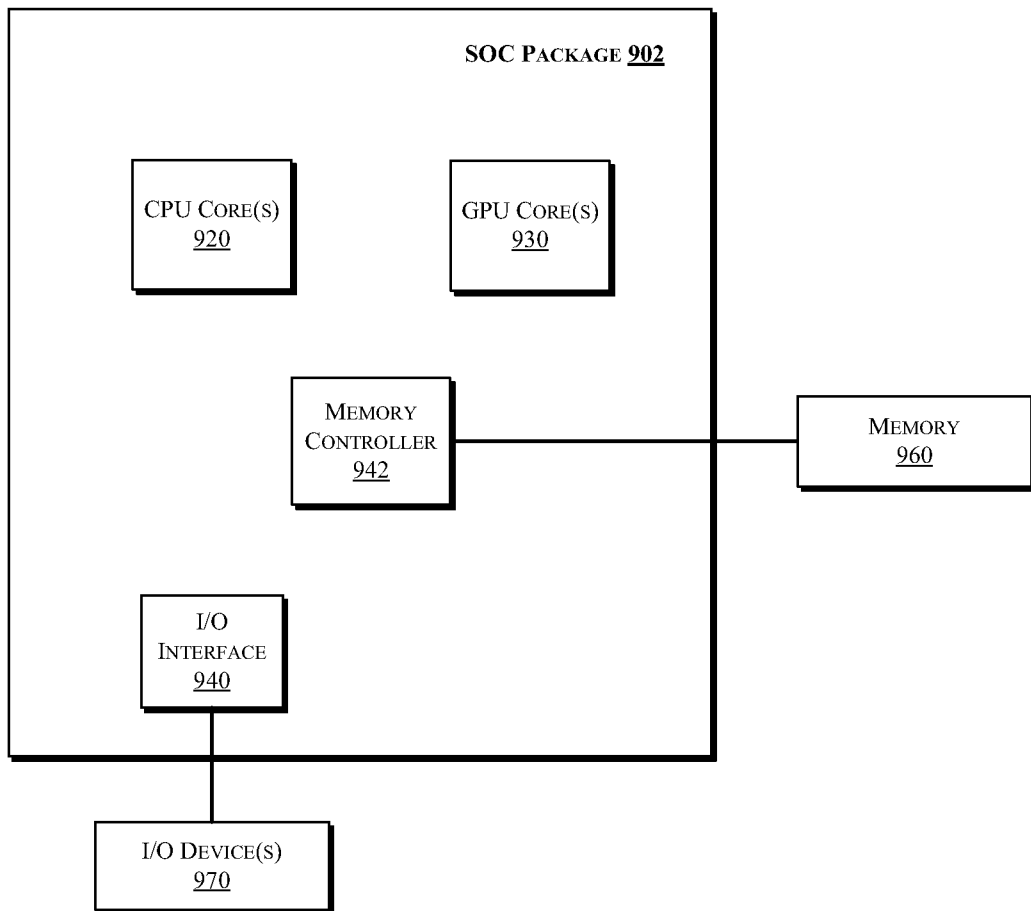 SOC PACKAGE 902
CPU CORE(S)
920
GPU CORE(S)
930
MEMORY
CONTROLLER
942
MEMORY
960
I/O
INTERFACE
940
I/O DEVICE(S)
970